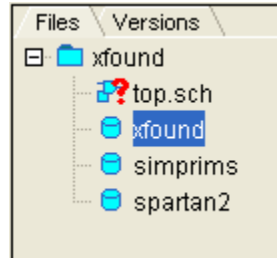 Files Versions
xfound
top.sch
xfound
simprims
spartan2